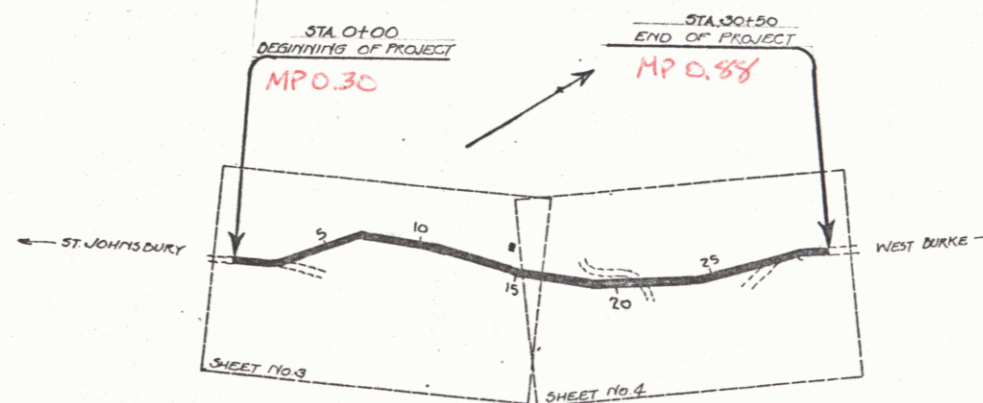 STA. 0+00
BEGINNING OF PROJECT
MP 0.30
STA. 30+50
END OF PROJECT
MP 0.88
ST. JOHNSBURY
5
10
15
20
25
WEST BURKE
SHEET NO. 3
SHEET NO. 4